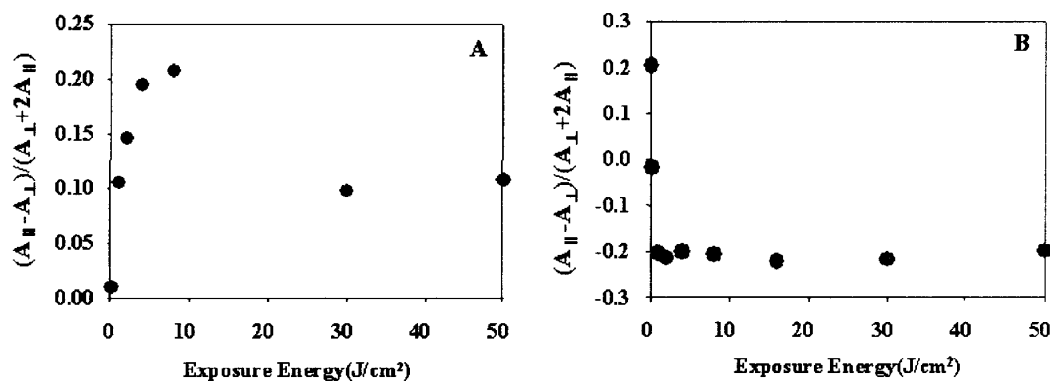 0.25
0.20
0.15
0.10
0.05
0.00
(A∥-A⊥)/(A⊥+2A∥)
A
0 10 20 30 40 50
Exposure Energy(J/cm²)
0.3
0.2
0.1
0.0
-0.1
-0.2
-0.3
(A∥-A⊥)/(A⊥+2A∥)
B
0 10 20 30 40 50
Exposure Energy(J/cm²)